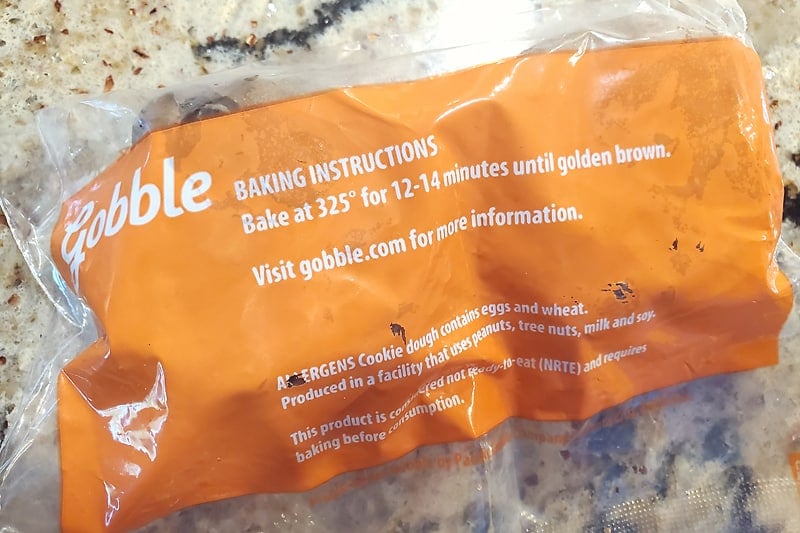 Gobble
BAKING INSTRUCTIONS
Bake at 325° for 12-14 minutes until golden brown.
Visit gobble.com for more information.
ALLERGENS Cookie dough contains eggs and wheat.
Produced in a facility that uses peanuts, tree nuts, milk and soy.
This product is considered not ready-to-eat (NRTE) and requires
baking before consumption.